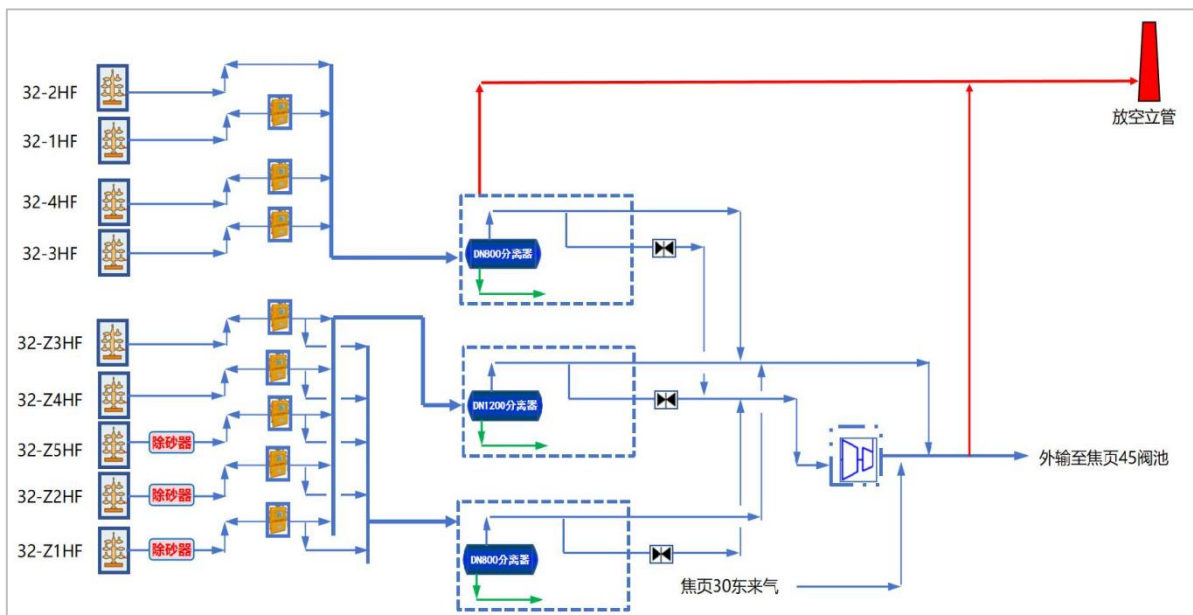 32-2HF
32-1HF
32-4HF
32-3HF
32-Z3HF
32-Z4HF
32-Z5HF
除砂器
32-Z2HF
除砂器
32-Z1HF
除砂器
DN800分离器
DN1200分离器
DN800分离器
放空立管
外输至焦页45阀池
焦页30东来气